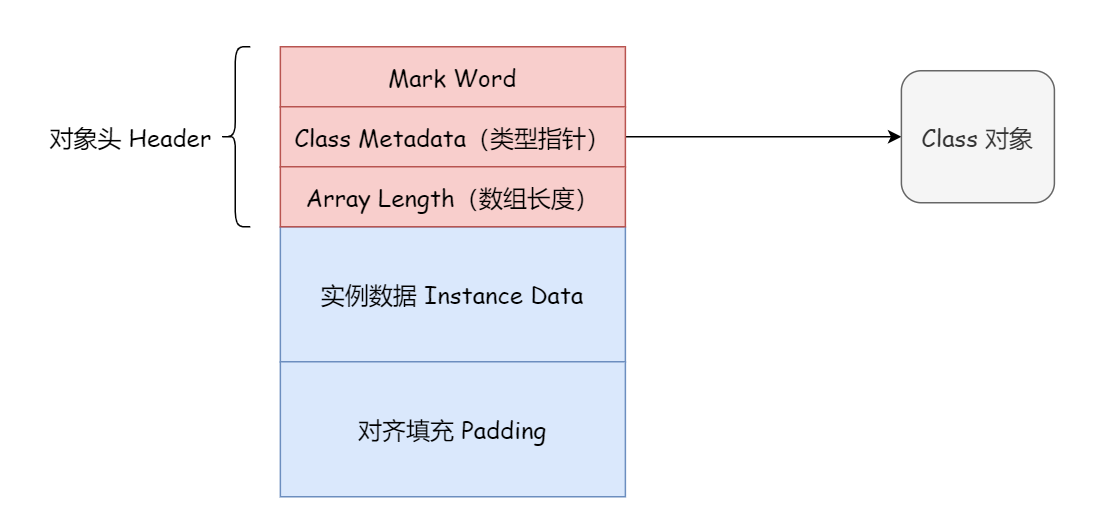 Mark Word
对象头 Header
Class Metadata（类型指针）
Class 对象
Array Length（数组长度）
实例数据 Instance Data
对齐填充 Padding